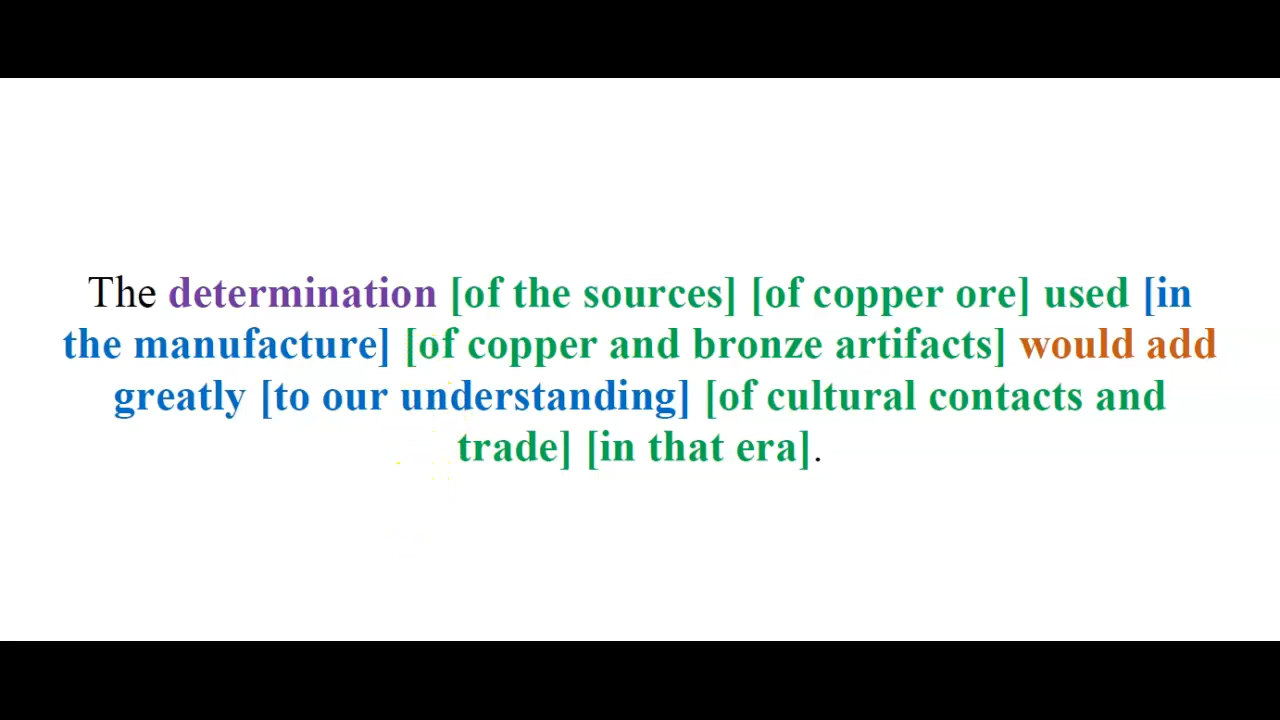 The determination [of the sources] [of copper ore] used [in
the manufacture] [of copper and bronze artifacts] would add
greatly [to our understanding] [of cultural contacts and
trade] [in that era].